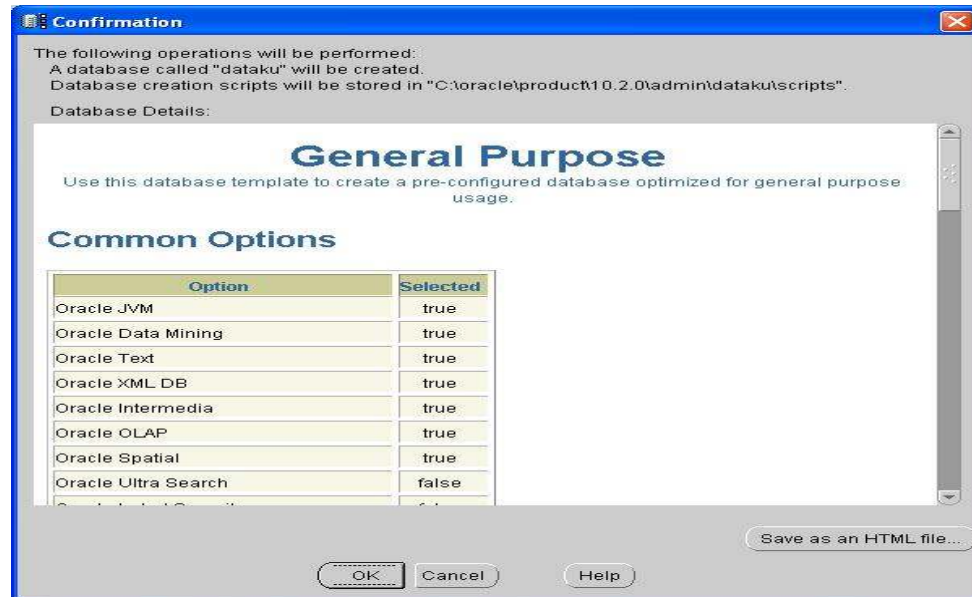 Confirmation
The following operations will be performed:
A database called "dataku" will be created.
Database creation scripts will be stored in "C:\oracle\product\10.2.0\admin\dataku\scripts".
Database Details:
General Purpose
Use this database template to create a pre-configured database optimized for general purpose
usage.
Common Options
Option Selected
Oracle JVM true
Oracle Data Mining true
Oracle Text true
Oracle XML DB true
Oracle Intermedia true
Oracle OLAP true
Oracle Spatial true
Oracle Ultra Search false
Save as an HTML file...
OK Cancel Help